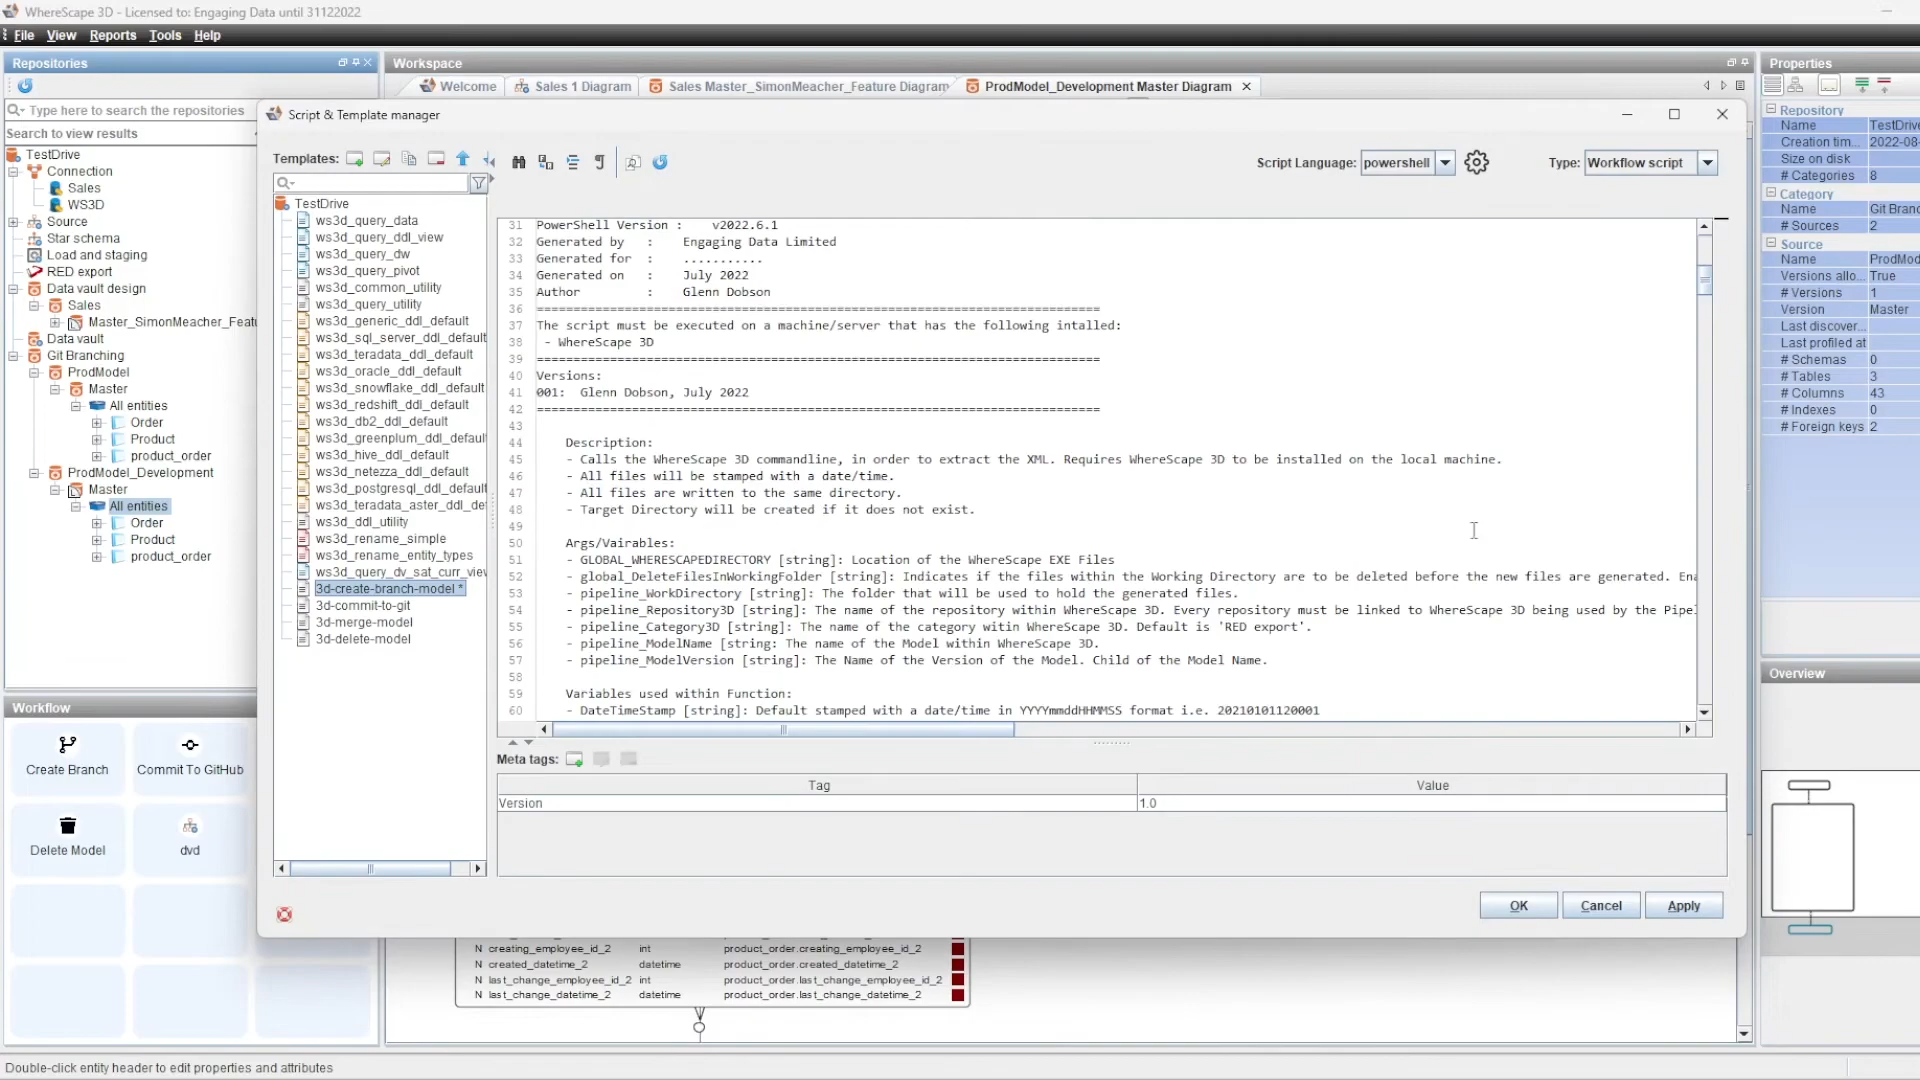 WhereScape 3D - Licensed to: Engaging Data until 31122022
File View Reports Tools Help
Repositories
Type here to search the repositories
Search to view results
TestDrive
Connection
Sales
WS3D
Source
Star schema
Load and staging
RED export
Data vault design
Sales
Master_SimonMeacher_Featu
Data vault
Git Branching
ProdModel
Master
All entities
Order
Product
product_order
ProdModel_Development
Master
All entities
Order
Product
product_order
Workflow
Create Branch
Commit To GitHub
Delete Model
dvd
Workspace
Welcome
Sales 1 Diagram
Sales Master_SimonMeacher_Feature Diagram
ProdModel_Development Master Diagram
Script & Template manager
Templates:
TestDrive
ws3d_query_data
ws3d_query_ddl_view
ws3d_query_dw
ws3d_query_pivot
ws3d_common_utility
ws3d_query_utility
ws3d_generic_ddl_default
ws3d_sql_server_ddl_default
ws3d_teradata_ddl_default
ws3d_oracle_ddl_default
ws3d_snowflake_ddl_default
ws3d_redshift_ddl_default
ws3d_db2_ddl_default
ws3d_greenplum_ddl_defaul
ws3d_hive_ddl_default
ws3d_netezza_ddl_default
ws3d_postgresql_ddl_default
ws3d_teradata_aster_ddl_de
ws3d_ddl_utility
ws3d_rename_simple
ws3d_rename_entity_types
ws3d_query_dv_sat_curr_view
3d-create-branch-model *
3d-commit-to-git
3d-merge-model
3d-delete-model
Script Language: powershell
Type: Workflow script
31 PowerShell Version : v2022.6.1
32 Generated by : Engaging Data Limited
33 Generated for : ...........
34 Generated on : July 2022
35 Author : Glenn Dobson
36 =============================================================================
37 The script must be executed on a machine/server that has the following intalled:
38 - WhereScape 3D
39 =============================================================================
40 Versions:
41 001: Glenn Dobson, July 2022
42 =============================================================================
43
44 Description:
45 - Calls the WhereScape 3D commandline, in order to extract the XML. Requires WhereScape 3D to be installed on the local machine.
46 - All files will be stamped with a date/time.
47 - All files are written to the same directory.
48 - Target Directory will be created if it does not exist.
49
50 Args/Vairables:
51 - GLOBAL_WHERESCAPEDIRECTORY [string]: Location of the WhereScape EXE Files
52 - global_DeleteFilesInWorkingFolder [string]: Indicates if the files within the Working Directory are to be deleted before the new files are generated. Ena
53 - pipeline_WorkDirectory [string]: The folder that will be used to hold the generated files.
54 - pipeline_Repository3D [string]: The name of the repository within WhereScape 3D. Every repository must be linked to WhereScape 3D being used by the Pipel
55 - pipeline_Category3D [string]: The name of the category witin WhereScape 3D. Default is 'RED export'.
56 - pipeline_ModelName [string: The name of the Model within WhereScape 3D.
57 - pipeline_ModelVersion [string]: The Name of the Version of the Model. Child of the Model Name.
58
59 Variables used within Function:
60 - DateTimeStamp [string]: Default stamped with a date/time in YYYYmmddHHMMSS format i.e. 20210101120001
Meta tags:
Tag Value
Version 1.0
OK Cancel Apply
N creating_employee_id_2 int product_order.creating_employee_id_2
N created_datetime_2 datetime product_order.created_datetime_2
N last_change_employee_id_2 int product_order.last_change_employee_id_2
N last_change_datetime_2 datetime product_order.last_change_datetime_2
Properties
Repository
Name TestDrive
Creation tim... 2022-08-
Size on disk
# Categories 8
Category
Name Git Branc
# Sources 2
Source
Name ProdMod
Versions allo... True
# Versions 1
Version Master
Last discover...
Last profiled at
# Schemas 0
# Tables 3
# Columns 43
# Indexes 0
# Foreign keys 2
Overview
Double-click entity header to edit properties and attributes